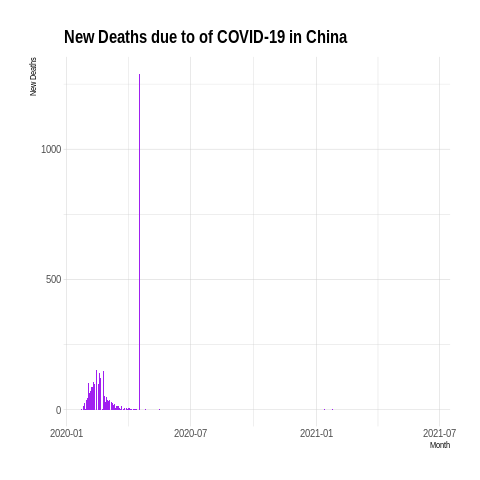 New Deaths due to of COVID-19 in China
New Deaths
1000
500
0
2020-01 2020-07 2021-01 2021-07
Month